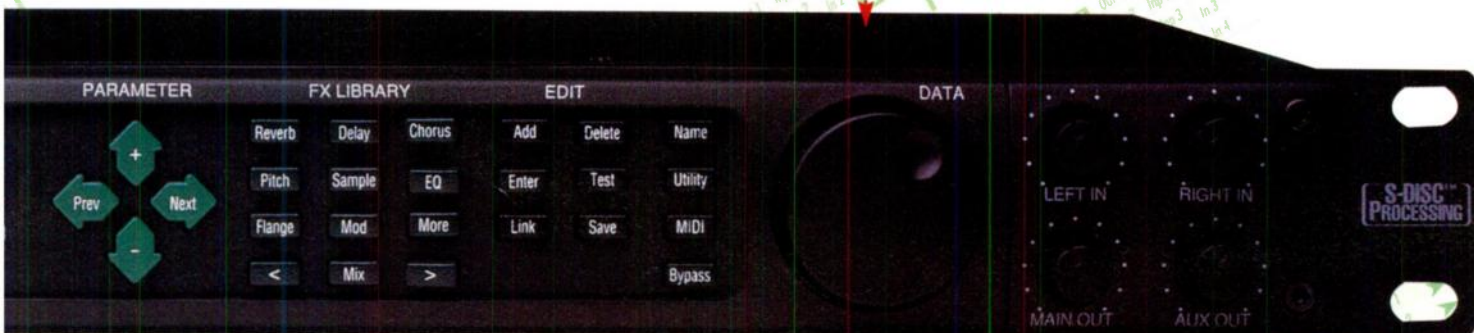 PARAMETER FX LIBRARY EDIT DATA
Reverb Delay Chorus Add Delete Name
+
Pitch Sample EQ Enter Test Utility
Prev Next
LEFT IN RIGHT IN
S-DISC™
PROCESSING
Flange Mod More Link Save MIDI
-
< Mix > Bypass
MAIN OUT AUX OUT